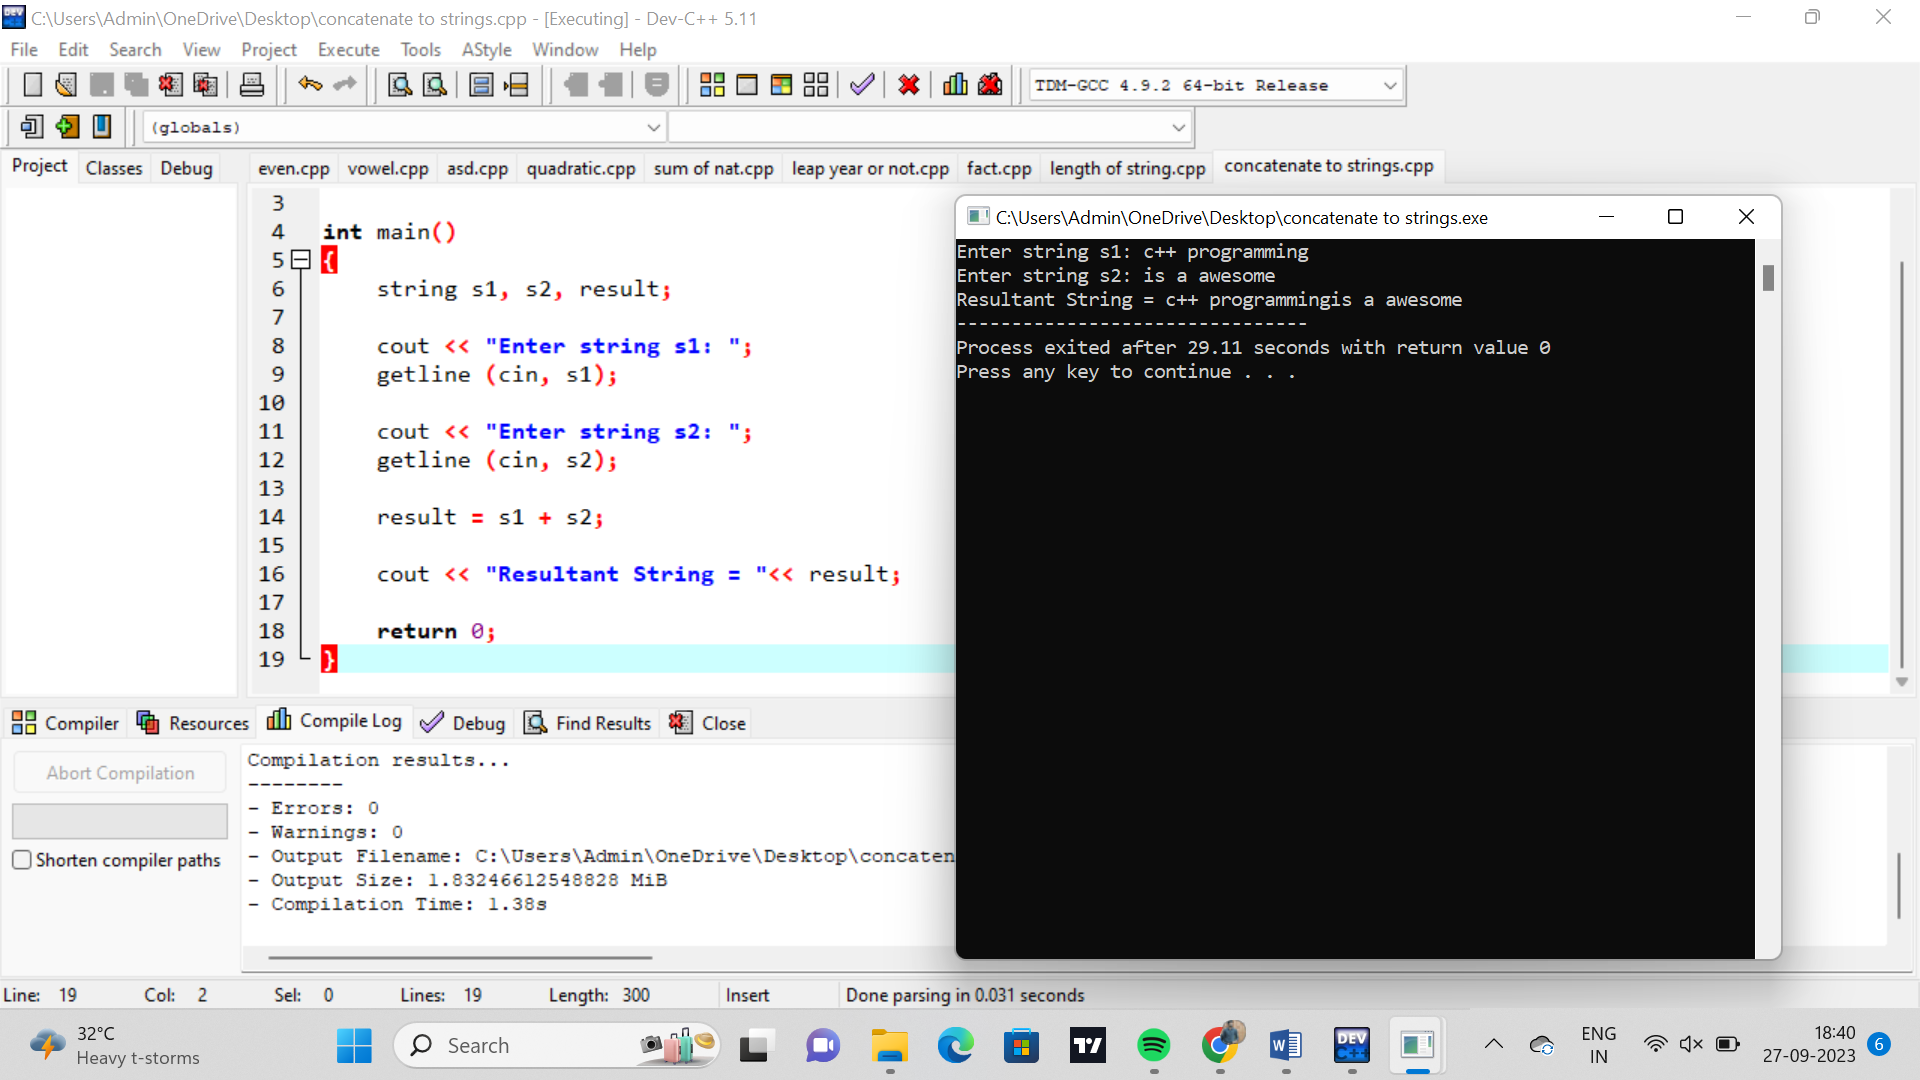 C:\Users\Admin\OneDrive\Desktop\concatenate to strings.cpp - [Executing] - Dev-C++ 5.11
File Edit Search View Project Execute Tools AStyle Window Help
TDM-GCC 4.9.2 64-bit Release
(globals)
Project Classes Debug
even.cpp vowel.cpp asd.cpp quadratic.cpp sum of nat.cpp leap year or not.cpp fact.cpp length of string.cpp concatenate to strings.cpp
3
4 int main()
5 {
6 string s1, s2, result;
7
8 cout << "Enter string s1: ";
9 getline (cin, s1);
10
11 cout << "Enter string s2: ";
12 getline (cin, s2);
13
14 result = s1 + s2;
15
16 cout << "Resultant String = "<< result;
17
18 return 0;
19 }
C:\Users\Admin\OneDrive\Desktop\concatenate to strings.exe
Enter string s1: c++ programming
Enter string s2: is a awesome
Resultant String = c++ programmingis a awesome
--------------------------------
Process exited after 29.11 seconds with return value 0
Press any key to continue . . .
Compiler Resources Compile Log Debug Find Results Close
Abort Compilation
Shorten compiler paths
Compilation results...
--------
- Errors: 0
- Warnings: 0
- Output Filename: C:\Users\Admin\OneDrive\Desktop\concaten
- Output Size: 1.83246612548828 MiB
- Compilation Time: 1.38s
Line: 19 Col: 2 Sel: 0 Lines: 19 Length: 300 Insert Done parsing in 0.031 seconds
32°C
Heavy t-storms
Search
DEV C++
ENG
IN
18:40
27-09-2023
6